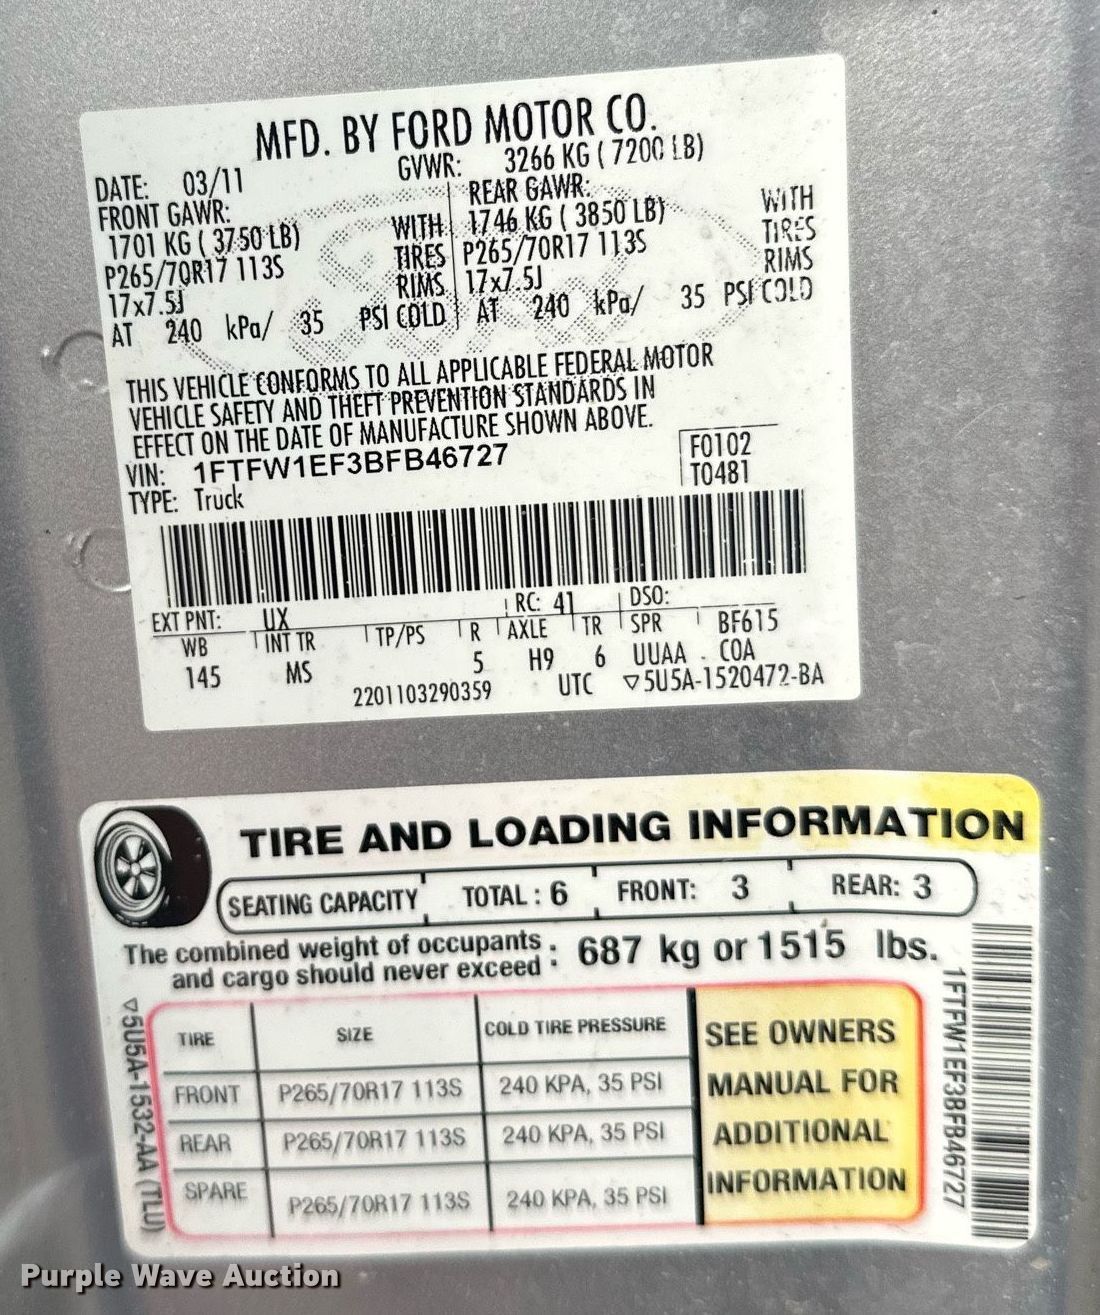 MFD. BY FORD MOTOR CO.
DATE: 03/11 GVWR: 3266 KG ( 7200 LB)
FRONT GAWR: REAR GAWR:
1701 KG ( 3750 LB) WITH 1746 KG ( 3850 LB) WITH
P265/70R17 113S TIRES P265/70R17 113S TIRES
17x7.5J RIMS 17x7.5J RIMS
AT 240 kPa/ 35 PSI COLD AT 240 kPa/ 35 PSI COLD
THIS VEHICLE CONFORMS TO ALL APPLICABLE FEDERAL MOTOR
VEHICLE SAFETY AND THEFT PREVENTION STANDARDS IN
EFFECT ON THE DATE OF MANUFACTURE SHOWN ABOVE.
VIN: 1FTFW1EF3BFB46727 F0102
TYPE: Truck T0481
EXT PNT: UX RC: 41 DSO:
WB INT TR TP/PS R AXLE TR SPR BF615
145 MS 5 H9 6 UUAA . COA
2201103290359 UTC ▽5U5A-1520472-BA
TIRE AND LOADING INFORMATION
SEATING CAPACITY TOTAL : 6 FRONT: 3 REAR: 3
The combined weight of occupants
and cargo should never exceed : 687 kg or 1515 lbs.
TIRE SIZE COLD TIRE PRESSURE
FRONT P265/70R17 113S 240 KPA, 35 PSI
REAR P265/70R17 113S 240 KPA, 35 PSI
SPARE P265/70R17 113S 240 KPA, 35 PSI
SEE OWNERS
MANUAL FOR
ADDITIONAL
INFORMATION
▽5U5A-1532-AA (TLU)
1FTFW1EF3BFB46727
Purple Wave Auction